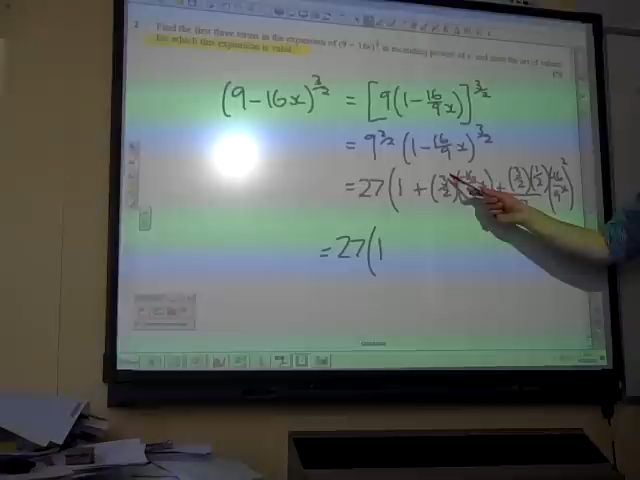 2 Find the first three terms in the expansion of (9 − 16x)^{3/2} in ascending powers of x, and state the set of values
for which this expansion is valid.
(9 − 16x)^{3/2} = [9(1 − 16/9 x)]^{3/2}
= 9^{3/2} (1 − 16/9 x)^{3/2}
= 27(1 + (3/2)(−16/9 x) + (3/2)(1/2)(16/9 x)^2
= 27(1